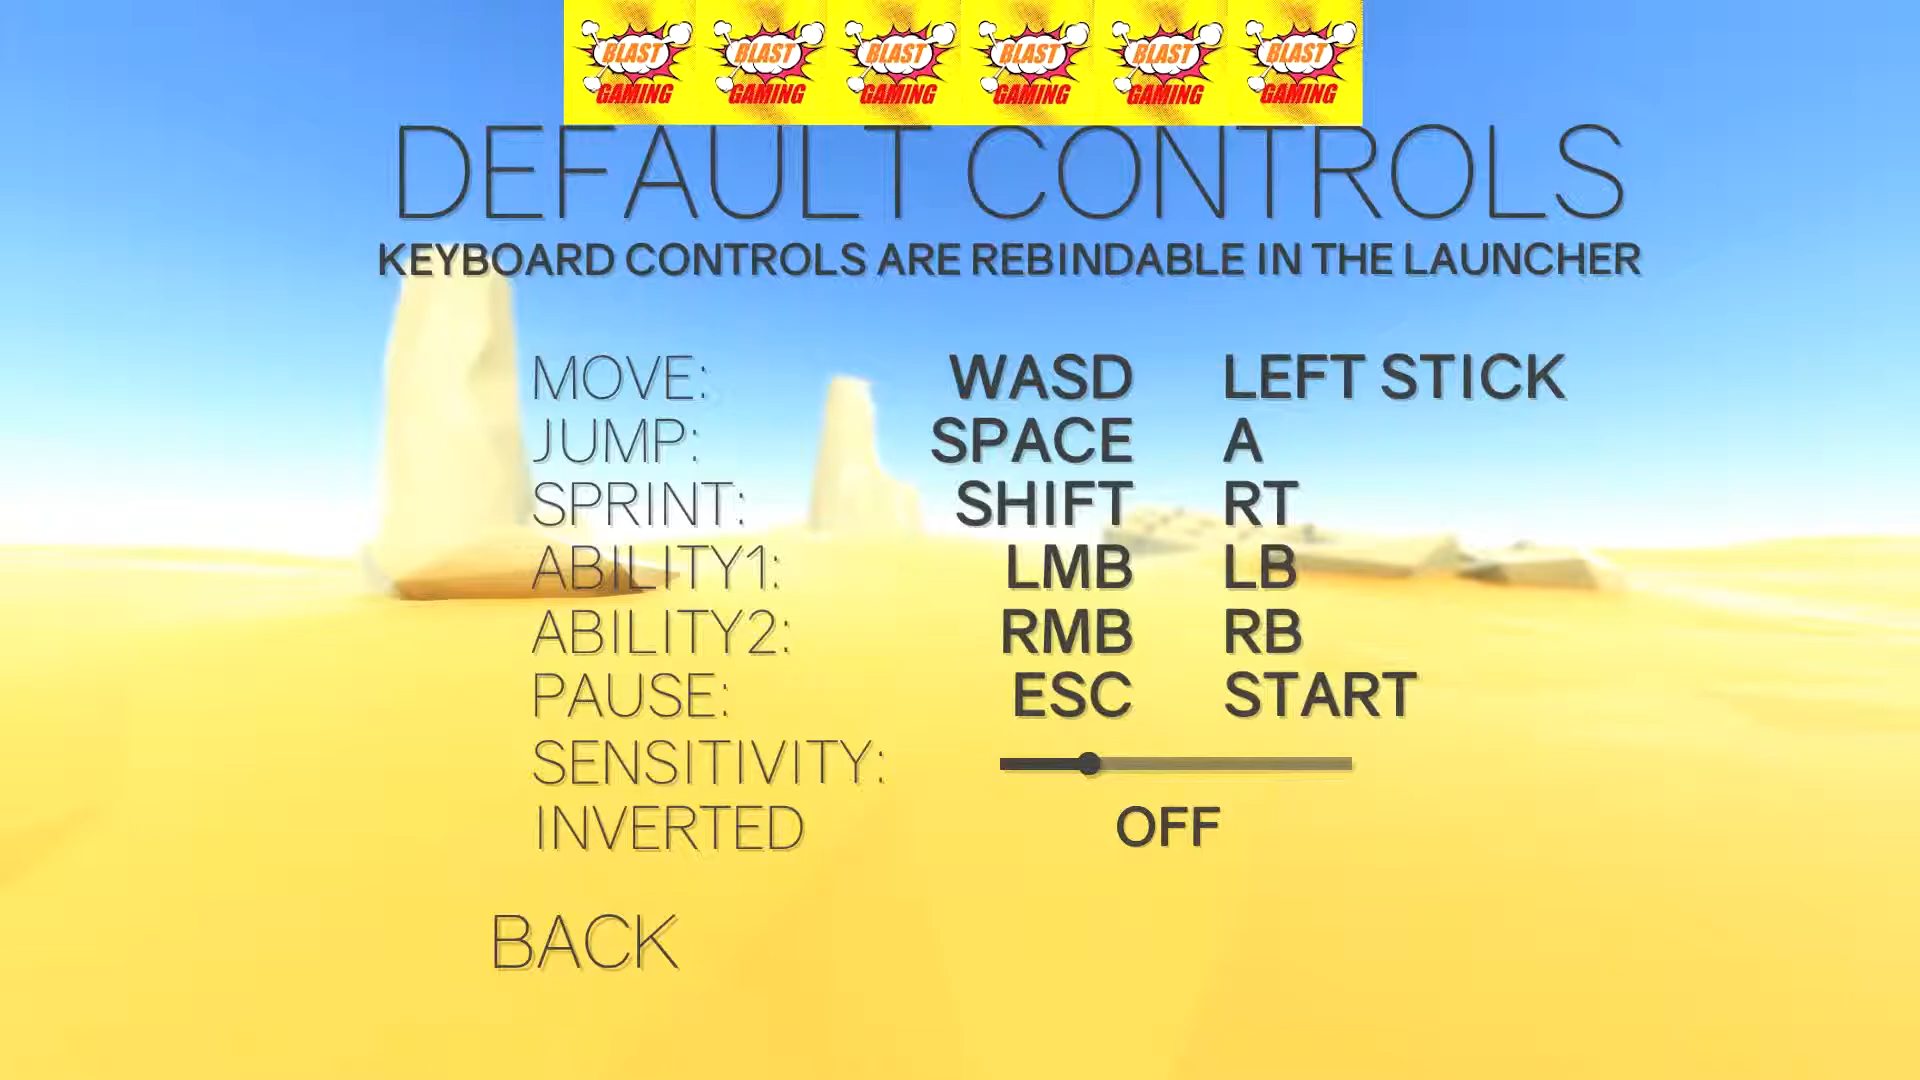 BLAST BLAST BLAST BLAST BLAST BLAST
GAMING GAMING GAMING GAMING GAMING GAMING
DEFAULT CONTROLS
KEYBOARD CONTROLS ARE REBINDABLE IN THE LAUNCHER
MOVE: WASD LEFT STICK
JUMP: SPACE A
SPRINT: SHIFT RT
ABILITY1: LMB LB
ABILITY2: RMB RB
PAUSE: ESC START
SENSITIVITY:
INVERTED OFF
BACK